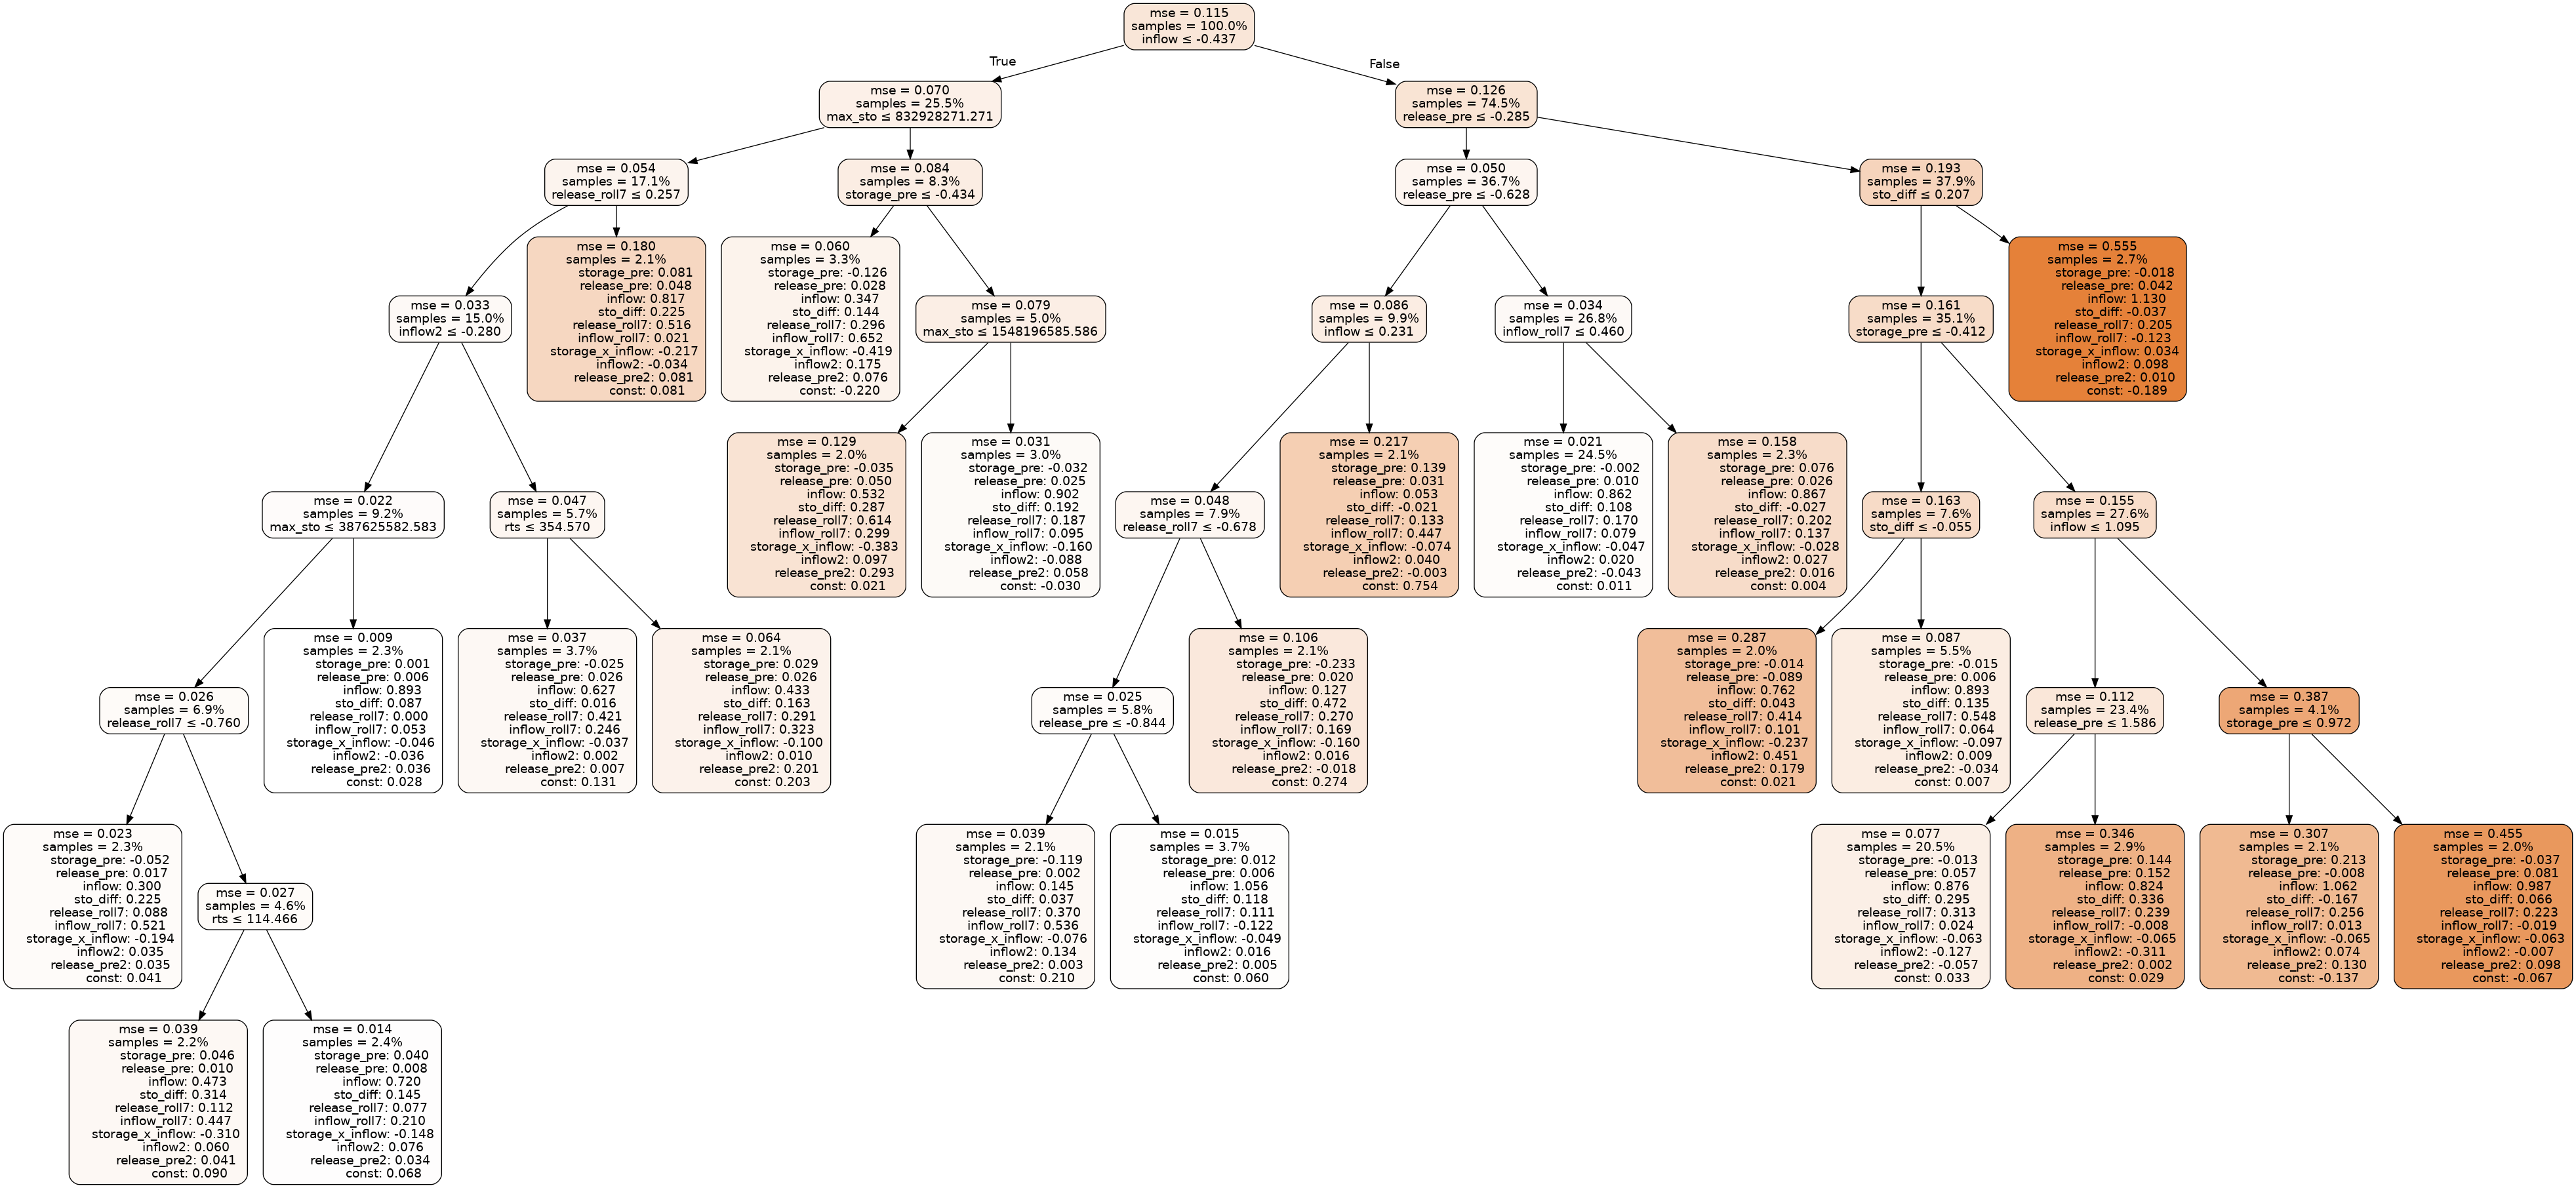 mse = 0.115
samples = 100.0%
inflow ≤ -0.437
True
False
mse = 0.070
samples = 25.5%
max_sto ≤ 832928271.271
mse = 0.126
samples = 74.5%
release_pre ≤ -0.285
mse = 0.054
samples = 17.1%
release_roll7 ≤ 0.257
mse = 0.084
samples = 8.3%
storage_pre ≤ -0.434
mse = 0.050
samples = 36.7%
release_pre ≤ -0.628
mse = 0.193
samples = 37.9%
sto_diff ≤ 0.207
mse = 0.180
samples = 2.1%
storage_pre: 0.081
release_pre: 0.048
inflow: 0.817
sto_diff: 0.225
release_roll7: 0.516
inflow_roll7: 0.021
storage_x_inflow: -0.217
inflow2: -0.034
release_pre2: 0.081
const: 0.081
mse = 0.060
samples = 3.3%
storage_pre: -0.126
release_pre: 0.028
inflow: 0.347
sto_diff: 0.144
release_roll7: 0.296
inflow_roll7: 0.652
storage_x_inflow: -0.419
inflow2: 0.175
release_pre2: 0.076
const: -0.220
mse = 0.555
samples = 2.7%
storage_pre: -0.018
release_pre: 0.042
inflow: 1.130
sto_diff: -0.037
release_roll7: 0.205
inflow_roll7: -0.123
storage_x_inflow: 0.034
inflow2: 0.098
release_pre2: 0.010
const: -0.189
mse = 0.033
samples = 15.0%
inflow2 ≤ -0.280
mse = 0.079
samples = 5.0%
max_sto ≤ 1548196585.586
mse = 0.086
samples = 9.9%
inflow ≤ 0.231
mse = 0.034
samples = 26.8%
inflow_roll7 ≤ 0.460
mse = 0.161
samples = 35.1%
storage_pre ≤ -0.412
mse = 0.129
samples = 2.0%
storage_pre: -0.035
release_pre: 0.050
inflow: 0.532
sto_diff: 0.287
release_roll7: 0.614
inflow_roll7: 0.299
storage_x_inflow: -0.383
inflow2: 0.097
release_pre2: 0.293
const: 0.021
mse = 0.031
samples = 3.0%
storage_pre: -0.032
release_pre: 0.025
inflow: 0.902
sto_diff: 0.192
release_roll7: 0.187
inflow_roll7: 0.095
storage_x_inflow: -0.160
inflow2: -0.088
release_pre2: 0.058
const: -0.030
mse = 0.217
samples = 2.1%
storage_pre: 0.139
release_pre: 0.031
inflow: 0.053
sto_diff: -0.021
release_roll7: 0.133
inflow_roll7: 0.447
storage_x_inflow: -0.074
inflow2: 0.040
release_pre2: -0.003
const: 0.754
mse = 0.021
samples = 24.5%
storage_pre: -0.002
release_pre: 0.010
inflow: 0.862
sto_diff: 0.108
release_roll7: 0.170
inflow_roll7: 0.079
storage_x_inflow: -0.047
inflow2: 0.020
release_pre2: -0.043
const: 0.011
mse = 0.158
samples = 2.3%
storage_pre: 0.076
release_pre: 0.026
inflow: 0.867
sto_diff: -0.027
release_roll7: 0.202
inflow_roll7: 0.137
storage_x_inflow: -0.028
inflow2: 0.027
release_pre2: 0.016
const: 0.004
mse = 0.022
samples = 9.2%
max_sto ≤ 387625582.583
mse = 0.047
samples = 5.7%
rts ≤ 354.570
mse = 0.048
samples = 7.9%
release_roll7 ≤ -0.678
mse = 0.163
samples = 7.6%
sto_diff ≤ -0.055
mse = 0.155
samples = 27.6%
inflow ≤ 1.095
mse = 0.009
samples = 2.3%
storage_pre: 0.001
release_pre: 0.006
inflow: 0.893
sto_diff: 0.087
release_roll7: 0.000
inflow_roll7: 0.053
storage_x_inflow: -0.046
inflow2: -0.036
release_pre2: 0.036
const: 0.028
mse = 0.037
samples = 3.7%
storage_pre: -0.025
release_pre: 0.026
inflow: 0.627
sto_diff: 0.016
release_roll7: 0.421
inflow_roll7: 0.246
storage_x_inflow: -0.037
inflow2: 0.002
release_pre2: 0.007
const: 0.131
mse = 0.064
samples = 2.1%
storage_pre: 0.029
release_pre: 0.026
inflow: 0.433
sto_diff: 0.163
release_roll7: 0.291
inflow_roll7: 0.323
storage_x_inflow: -0.100
inflow2: 0.010
release_pre2: 0.201
const: 0.203
mse = 0.106
samples = 2.1%
storage_pre: -0.233
release_pre: 0.020
inflow: 0.127
sto_diff: 0.472
release_roll7: 0.270
inflow_roll7: 0.169
storage_x_inflow: -0.160
inflow2: 0.016
release_pre2: -0.018
const: 0.274
mse = 0.287
samples = 2.0%
storage_pre: -0.014
release_pre: -0.089
inflow: 0.762
sto_diff: 0.043
release_roll7: 0.414
inflow_roll7: 0.101
storage_x_inflow: -0.237
inflow2: 0.451
release_pre2: 0.179
const: 0.021
mse = 0.087
samples = 5.5%
storage_pre: -0.015
release_pre: 0.006
inflow: 0.893
sto_diff: 0.135
release_roll7: 0.548
inflow_roll7: 0.064
storage_x_inflow: -0.097
inflow2: 0.009
release_pre2: -0.034
const: 0.007
mse = 0.026
samples = 6.9%
release_roll7 ≤ -0.760
mse = 0.025
samples = 5.8%
release_pre ≤ -0.844
mse = 0.112
samples = 23.4%
release_pre ≤ 1.586
mse = 0.387
samples = 4.1%
storage_pre ≤ 0.972
mse = 0.023
samples = 2.3%
storage_pre: -0.052
release_pre: 0.017
inflow: 0.300
sto_diff: 0.225
release_roll7: 0.088
inflow_roll7: 0.521
storage_x_inflow: -0.194
inflow2: 0.035
release_pre2: 0.035
const: 0.041
mse = 0.027
samples = 4.6%
rts ≤ 114.466
mse = 0.039
samples = 2.1%
storage_pre: -0.119
release_pre: 0.002
inflow: 0.145
sto_diff: 0.037
release_roll7: 0.370
inflow_roll7: 0.536
storage_x_inflow: -0.076
inflow2: 0.134
release_pre2: 0.003
const: 0.210
mse = 0.015
samples = 3.7%
storage_pre: 0.012
release_pre: 0.006
inflow: 1.056
sto_diff: 0.118
release_roll7: 0.111
inflow_roll7: -0.122
storage_x_inflow: -0.049
inflow2: 0.016
release_pre2: 0.005
const: 0.060
mse = 0.077
samples = 20.5%
storage_pre: -0.013
release_pre: 0.057
inflow: 0.876
sto_diff: 0.295
release_roll7: 0.313
inflow_roll7: 0.024
storage_x_inflow: -0.063
inflow2: -0.127
release_pre2: -0.057
const: 0.033
mse = 0.346
samples = 2.9%
storage_pre: 0.144
release_pre: 0.152
inflow: 0.824
sto_diff: 0.336
release_roll7: 0.239
inflow_roll7: -0.008
storage_x_inflow: -0.065
inflow2: -0.311
release_pre2: 0.002
const: 0.029
mse = 0.307
samples = 2.1%
storage_pre: 0.213
release_pre: -0.008
inflow: 1.062
sto_diff: -0.167
release_roll7: 0.256
inflow_roll7: 0.013
storage_x_inflow: -0.065
inflow2: 0.074
release_pre2: 0.130
const: -0.137
mse = 0.455
samples = 2.0%
storage_pre: -0.037
release_pre: 0.081
inflow: 0.987
sto_diff: 0.066
release_roll7: 0.223
inflow_roll7: -0.019
storage_x_inflow: -0.063
inflow2: -0.007
release_pre2: 0.098
const: -0.067
mse = 0.039
samples = 2.2%
storage_pre: 0.046
release_pre: 0.010
inflow: 0.473
sto_diff: 0.314
release_roll7: 0.112
inflow_roll7: 0.447
storage_x_inflow: -0.310
inflow2: 0.060
release_pre2: 0.041
const: 0.090
mse = 0.014
samples = 2.4%
storage_pre: 0.040
release_pre: 0.008
inflow: 0.720
sto_diff: 0.145
release_roll7: 0.077
inflow_roll7: 0.210
storage_x_inflow: -0.148
inflow2: 0.076
release_pre2: 0.034
const: 0.068